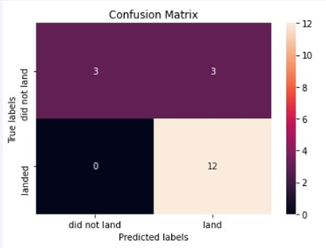 Confusion Matrix
True labels
did not land
landed
3
3
0
12
did not land
land
Predicted labels
12
10
8
6
4
2
0